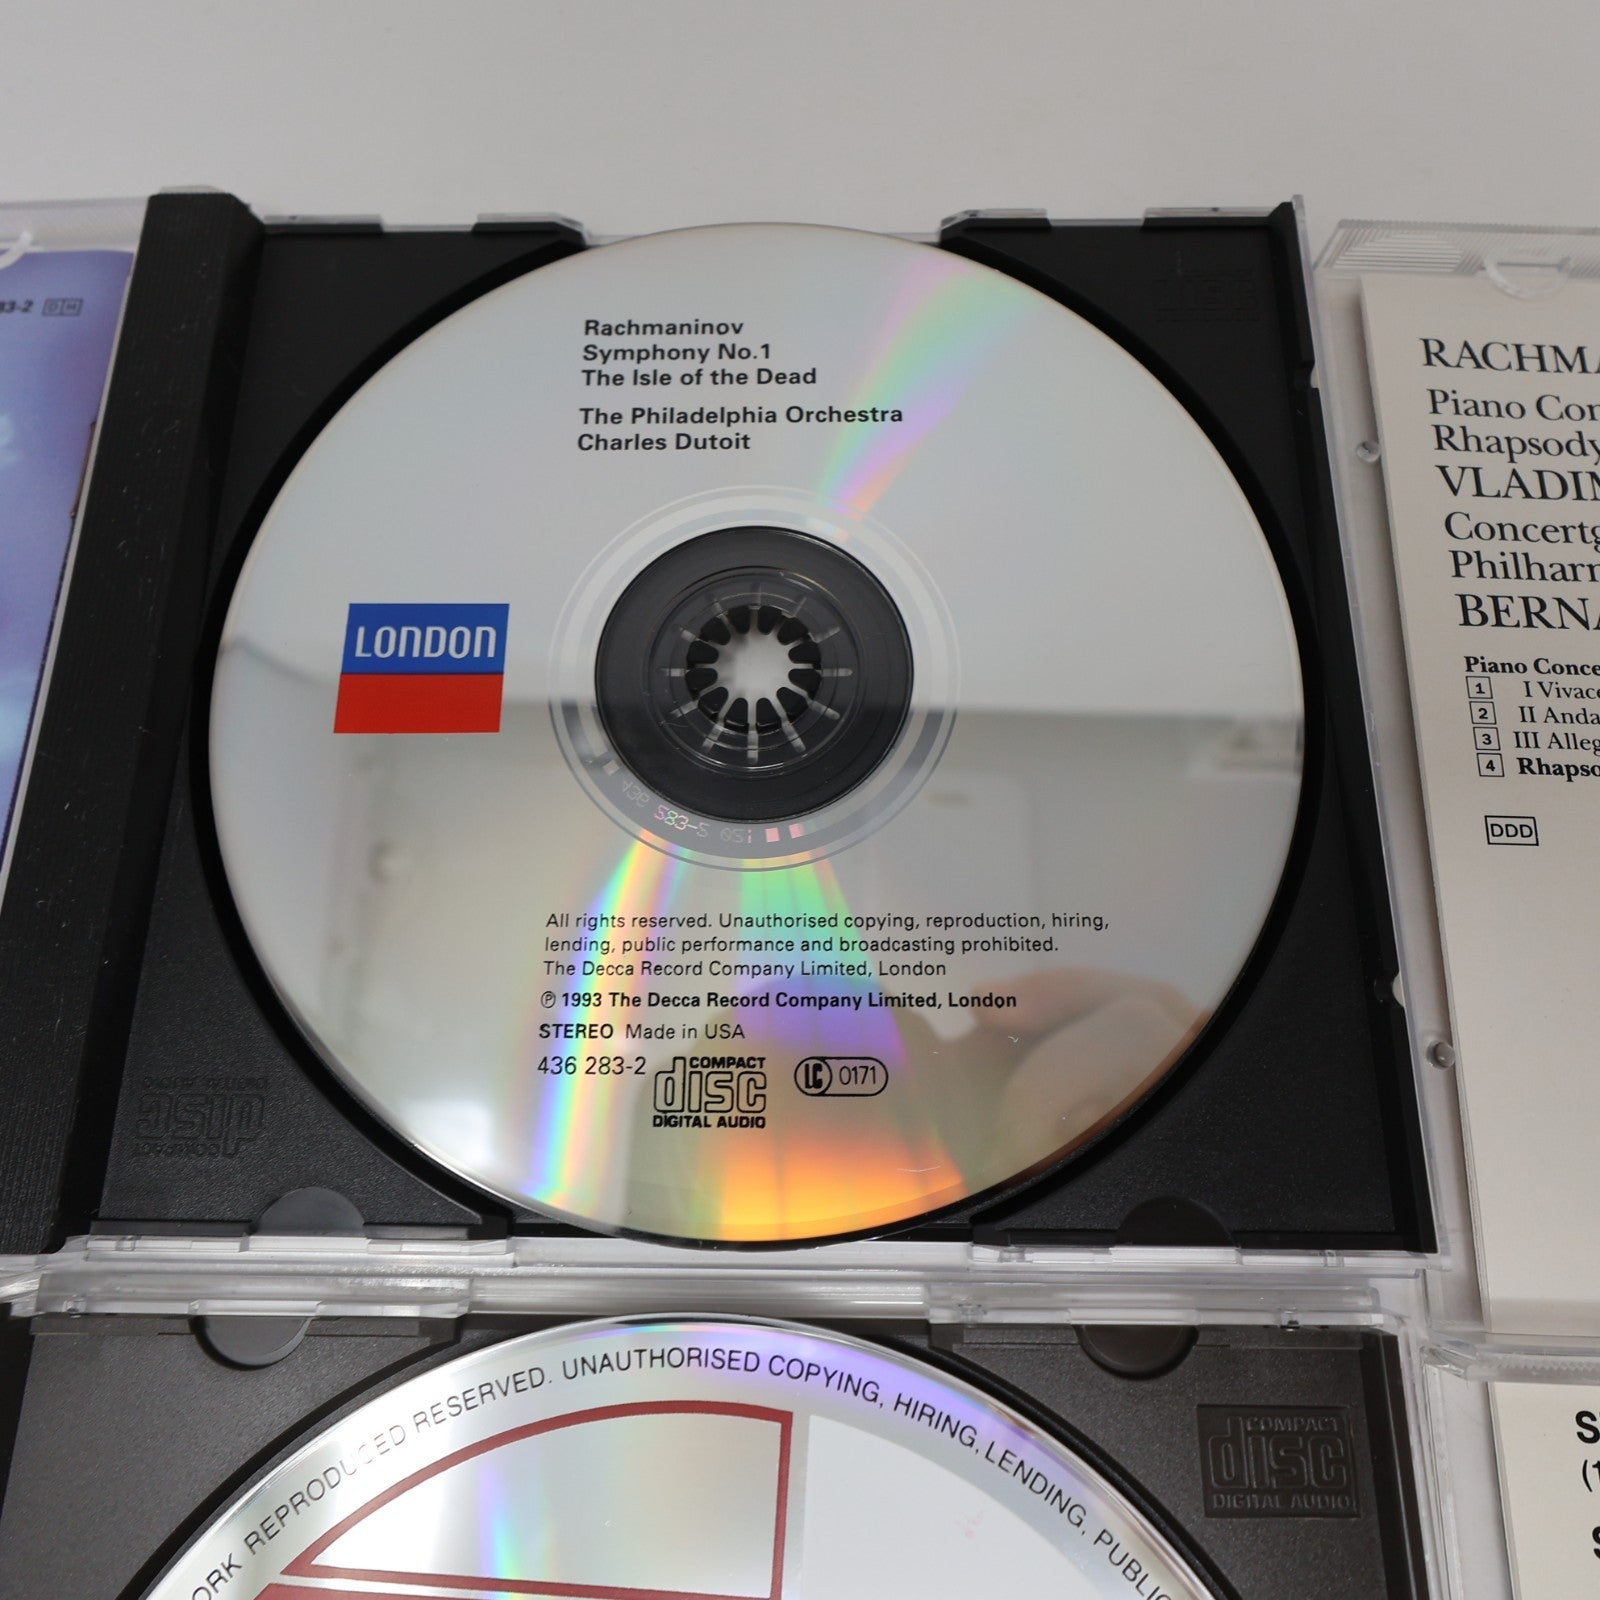 83-2
DH
Rachmaninov
Symphony No.1
The Isle of the Dead
The Philadelphia Orchestra
Charles Dutoit
LONDON
All rights reserved. Unauthorised copying, reproduction, hiring,
lending, public performance and broadcasting prohibited.
The Decca Record Company Limited, London
℗ 1993 The Decca Record Company Limited, London
STEREO Made in USA
436 283-2
COMPACT
disc
DIGITAL AUDIO
LC 0171
RACHMA
Piano Con
Rhapsody
VLADIM
Concertg
Philharm
BERNA
Piano Conce
1 I Vivace
2 II Anda
3 III Alleg
4 Rhapso
DDD
ORK REPRODUCED RESERVED. UNAUTHORISED COPYING, HIRING, LENDING, PUBLIC
COMPACT
disc
DIGITAL AUDIO